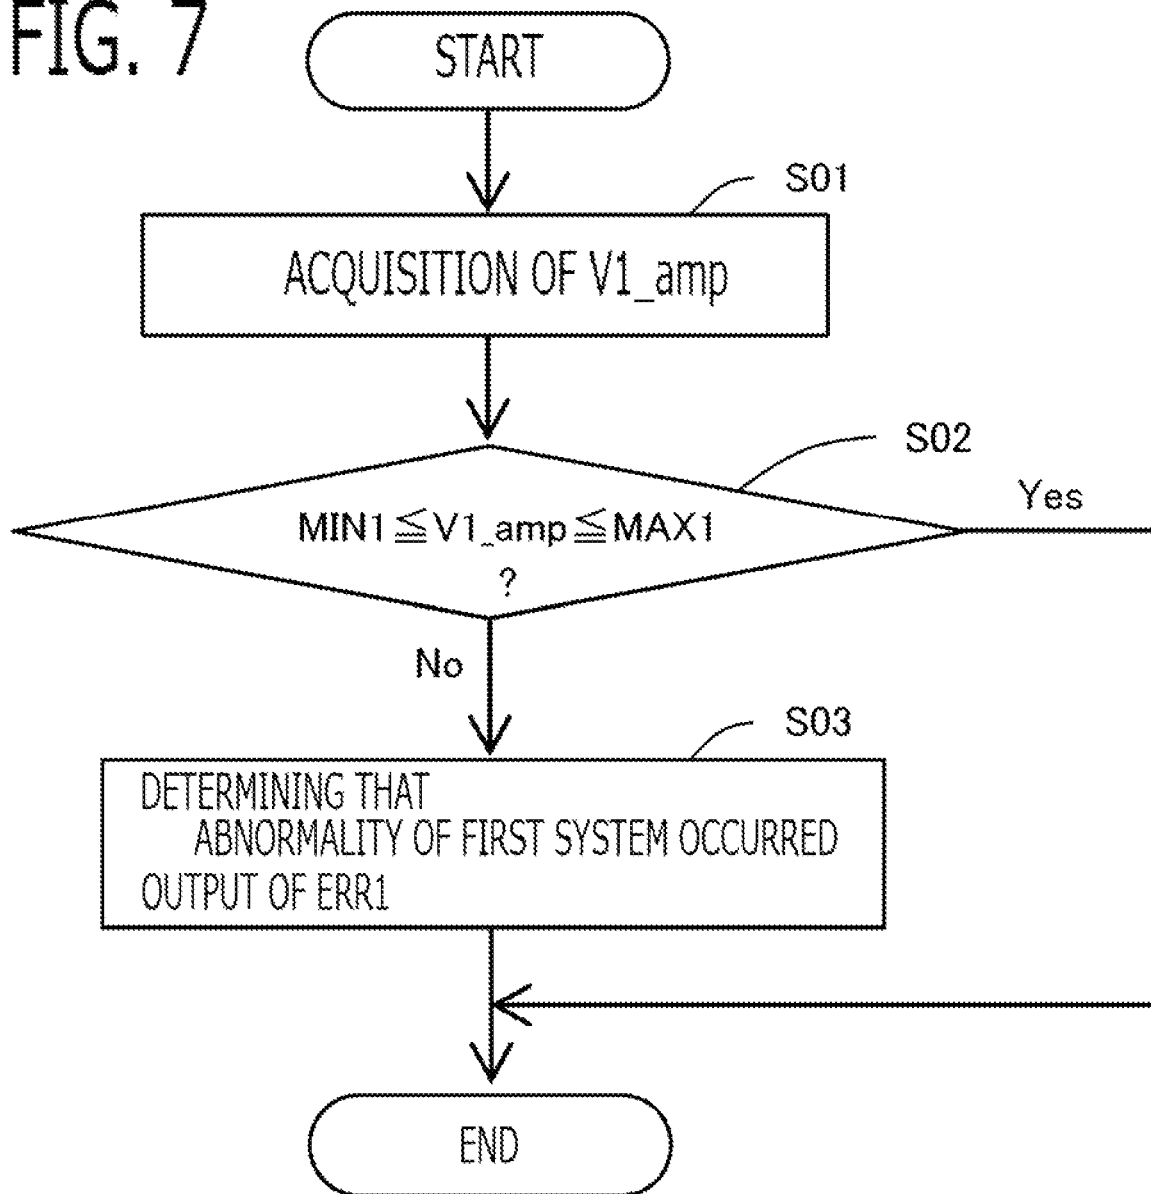 FIG. 7
START
S01
ACQUISITION OF V1_amp
S02
Yes
MIN1≦V1_amp≦MAX1
?
No
S03
DETERMINING THAT
ABNORMALITY OF FIRST SYSTEM OCCURRED
OUTPUT OF ERR1
END